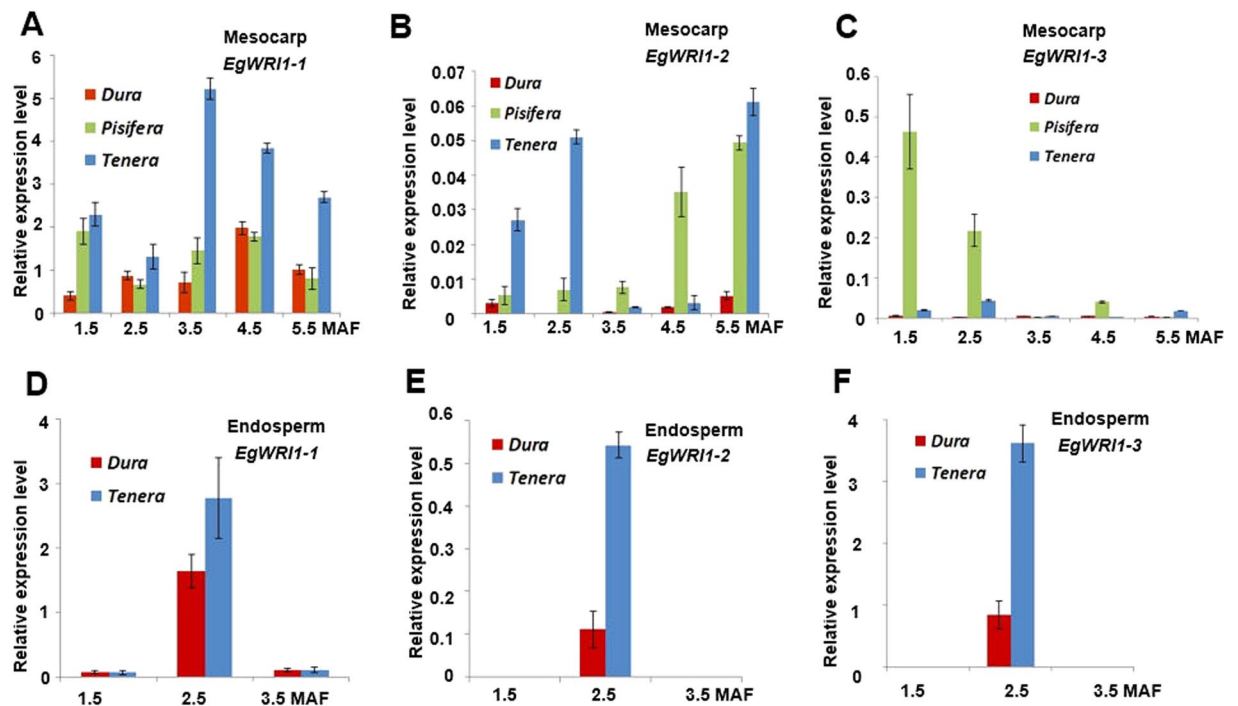 A
Mesocarp
EgWRI1-1
Relative expression level
6
5
4
3
2
1
0
Dura
Pisifera
Tenera
1.5 2.5 3.5 4.5 5.5 MAF
B
Mesocarp
EgWRI1-2
Relative expression level
0.07
0.06
0.05
0.04
0.03
0.02
0.01
0
Dura
Pisifera
Tenera
1.5 2.5 3.5 4.5 5.5 MAF
C
Mesocarp
EgWRI1-3
Relative expression level
0.6
0.5
0.4
0.3
0.2
0.1
0
Dura
Pisifera
Tenera
1.5 2.5 3.5 4.5 5.5 MAF
D
Endosperm
EgWRI1-1
Relative expression level
4
3
2
1
0
Dura
Tenera
1.5 2.5 3.5 MAF
E
Endosperm
EgWRI1-2
Relative expression level
0.6
0.5
0.4
0.3
0.2
0.1
0
Dura
Tenera
1.5 2.5 3.5 MAF
F
Endosperm
EgWRI1-3
Relative expression level
4
3
2
1
0
Dura
Tenera
1.5 2.5 3.5 MAF